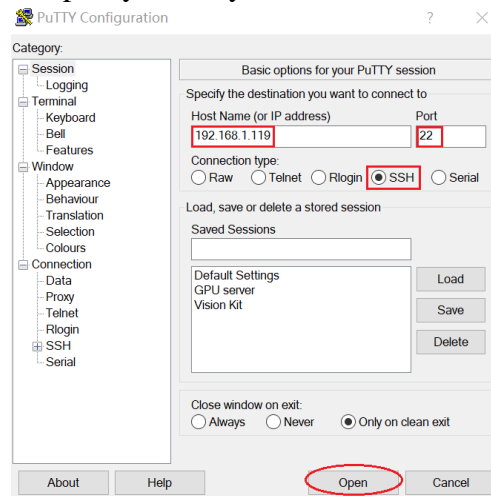 PuTTY Configuration ? ×
Category:
Session
Logging
Terminal
Keyboard
Bell
Features
Window
Appearance
Behaviour
Translation
Selection
Colours
Connection
Data
Proxy
Telnet
Rlogin
SSH
Serial
Basic options for your PuTTY session
Specify the destination you want to connect to
Host Name (or IP address) Port
192.168.1.119 22
Connection type:
Raw Telnet Rlogin SSH Serial
Load, save or delete a stored session
Saved Sessions
Default Settings
GPU server
Vision Kit
Load
Save
Delete
Close window on exit:
Always Never Only on clean exit
About Help Open Cancel